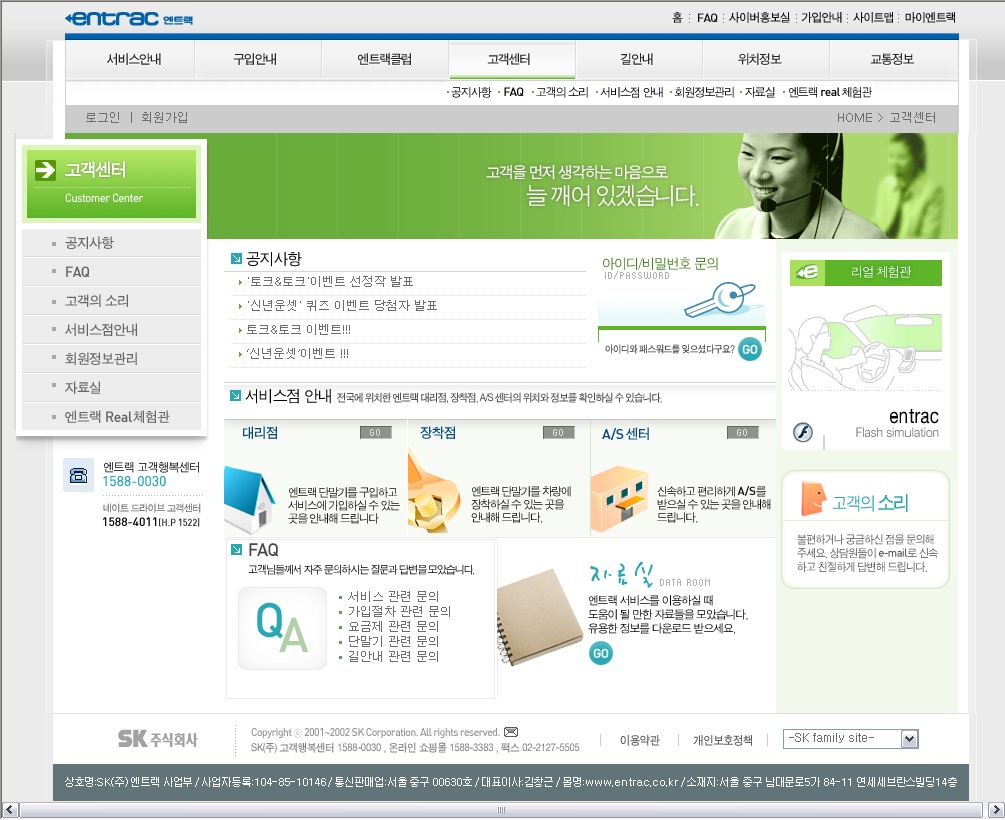 entrac 엔트랙
홈 : FAQ : 사이버홍보실 : 가입안내 : 사이트맵 : 마이엔트랙
서비스안내 구입안내 엔트랙클럽 고객센터 길안내 위치정보 교통정보
· 공지사항 · FAQ · 고객의 소리 · 서비스점 안내 · 회원정보관리 · 자료실 · 엔트랙 real 체험관
로그인 | 회원가입
HOME > 고객센터
고객센터
Customer Center
공지사항
FAQ
고객의 소리
서비스점안내
회원정보관리
자료실
엔트랙 Real체험관
엔트랙 고객행복센터
1588-0030
네이트 드라이브 고객센터
1588-4011(H.P 1522)
고객을 먼저 생각하는 마음으로
늘 깨어 있겠습니다.
공지사항
'토크&토크'이벤트 선정작 발표
'신년운셋' 퀴즈 이벤트 당첨자 발표
토크&토크 이벤트!!!
'신년운셋'이벤트 !!!
아이디/비밀번호 문의
ID/PASSWORD
아이디와 패스워드를 잊으셨다구요? GO
서비스점 안내 전국에 위치한 엔트랙 대리점, 장착점, A/S 센터의 위치와 정보를 확인하실 수 있습니다.
대리점 GO
엔트랙 단말기를 구입하고
서비스에 가입하실 수 있는
곳을 안내해 드립니다
장착점 GO
엔트랙 단말기를 차량에
장착하실 수 있는 곳을
안내해 드립니다.
A/S 센터 GO
신속하고 편리하게 A/S를
받으실 수 있는 곳을 안내해
드립니다.
FAQ
고객님들께서 자주 문의하시는 질문과 답변을 모았습니다.
QA
서비스 관련 문의
가입절차 관련 문의
요금제 관련 문의
단말기 관련 문의
길안내 관련 문의
자료실 DATA ROOM
엔트랙 서비스를 이용하실 때
도움이 될 만한 자료들을 모았습니다.
유용한 정보를 다운로드 받으세요.
GO
리얼 체험관
entrac
Flash simulation
고객의 소리
불편하거나 궁금하신 점을 문의해
주세요. 상담원들이 e-mail로 신속
하고 친절하게 답변해 드립니다.
SK 주식회사
Copyright ⓒ 2001~2002 SK Corporation. All rights reserved.
SK(주) 고객행복센터 1588-0030 , 온라인 쇼핑몰 1588-3383 , 팩스 02-2127-5505
이용약관 | 개인보호정책
-SK family site-
상호명:SK(주) 엔트랙 사업부 / 사업자등록:104-85-10146 / 통신판매업:서울 중구 00630호 / 대표이사:김창근 / 몰명:www.entrac.co.kr / 소재지:서울 중구 남대문로5가 84-11 연세세브란스빌딩14층